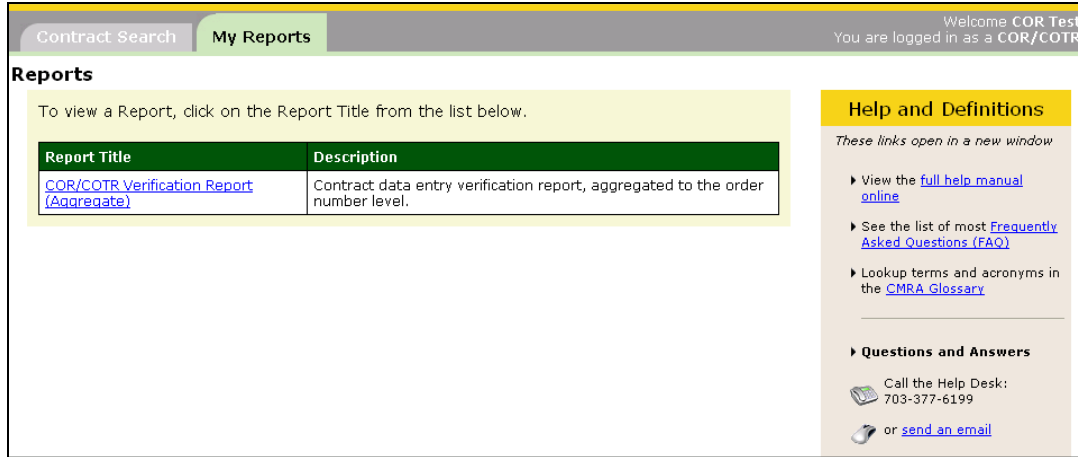 Contract Search
My Reports
Welcome COR Test
You are logged in as a COR/COTR
Reports
To view a Report, click on the Report Title from the list below.
Report Title
Description
COR/COTR Verification Report
(Aggregate)
Contract data entry verification report, aggregated to the order
number level.
Help and Definitions
These links open in a new window
View the full help manual
online
See the list of most Frequently
Asked Questions (FAQ)
Lookup terms and acronyms in
the CMRA Glossary
Questions and Answers
Call the Help Desk:
703-377-6199
or send an email